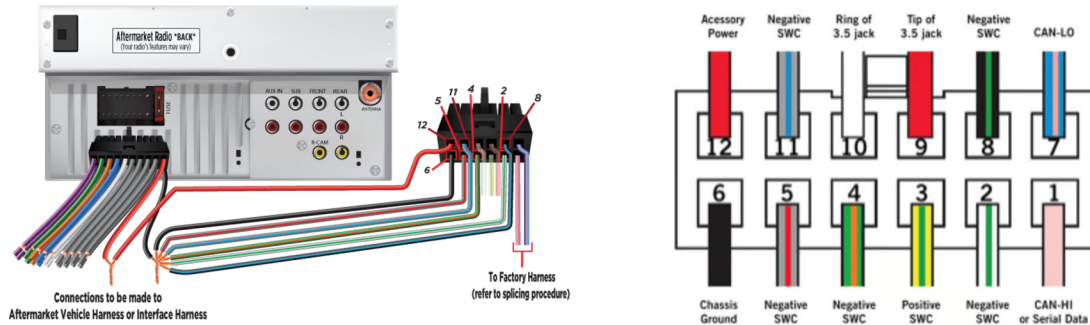 Aftermarket Radio *BACK*
(Your radio's features may vary)
FUSE
AUX-IN SUB FRONT REAR
L
R
R-CAM
ANTENNA
5 11 4 2 8
12
6
Connections to be made to
Aftermarket Vehicle Harness or Interface Harness
To Factory Harness
(refer to splicing procedure)
Acessory
Power
Negative
SWC
Ring of
3.5 jack
Tip of
3.5 jack
Negative
SWC
CAN-LO
12 11 10 9 8 7
6 5 4 3 2 1
Chassis
Ground
Negative
SWC
Negative
SWC
Positive
SWC
Negative
SWC
CAN-HI
or Serial Data